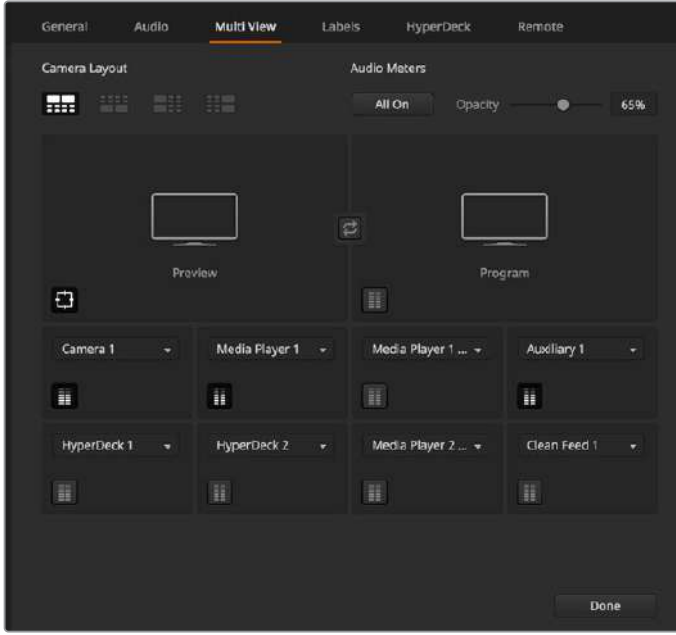 General Audio Multi View Labels HyperDeck Remote
Camera Layout Audio Meters
All On Opacity 65%
Preview Program
Camera 1 Media Player 1 Media Player 1 ... Auxiliary 1
HyperDeck 1 HyperDeck 2 Media Player 2 ... Clean Feed 1
Done